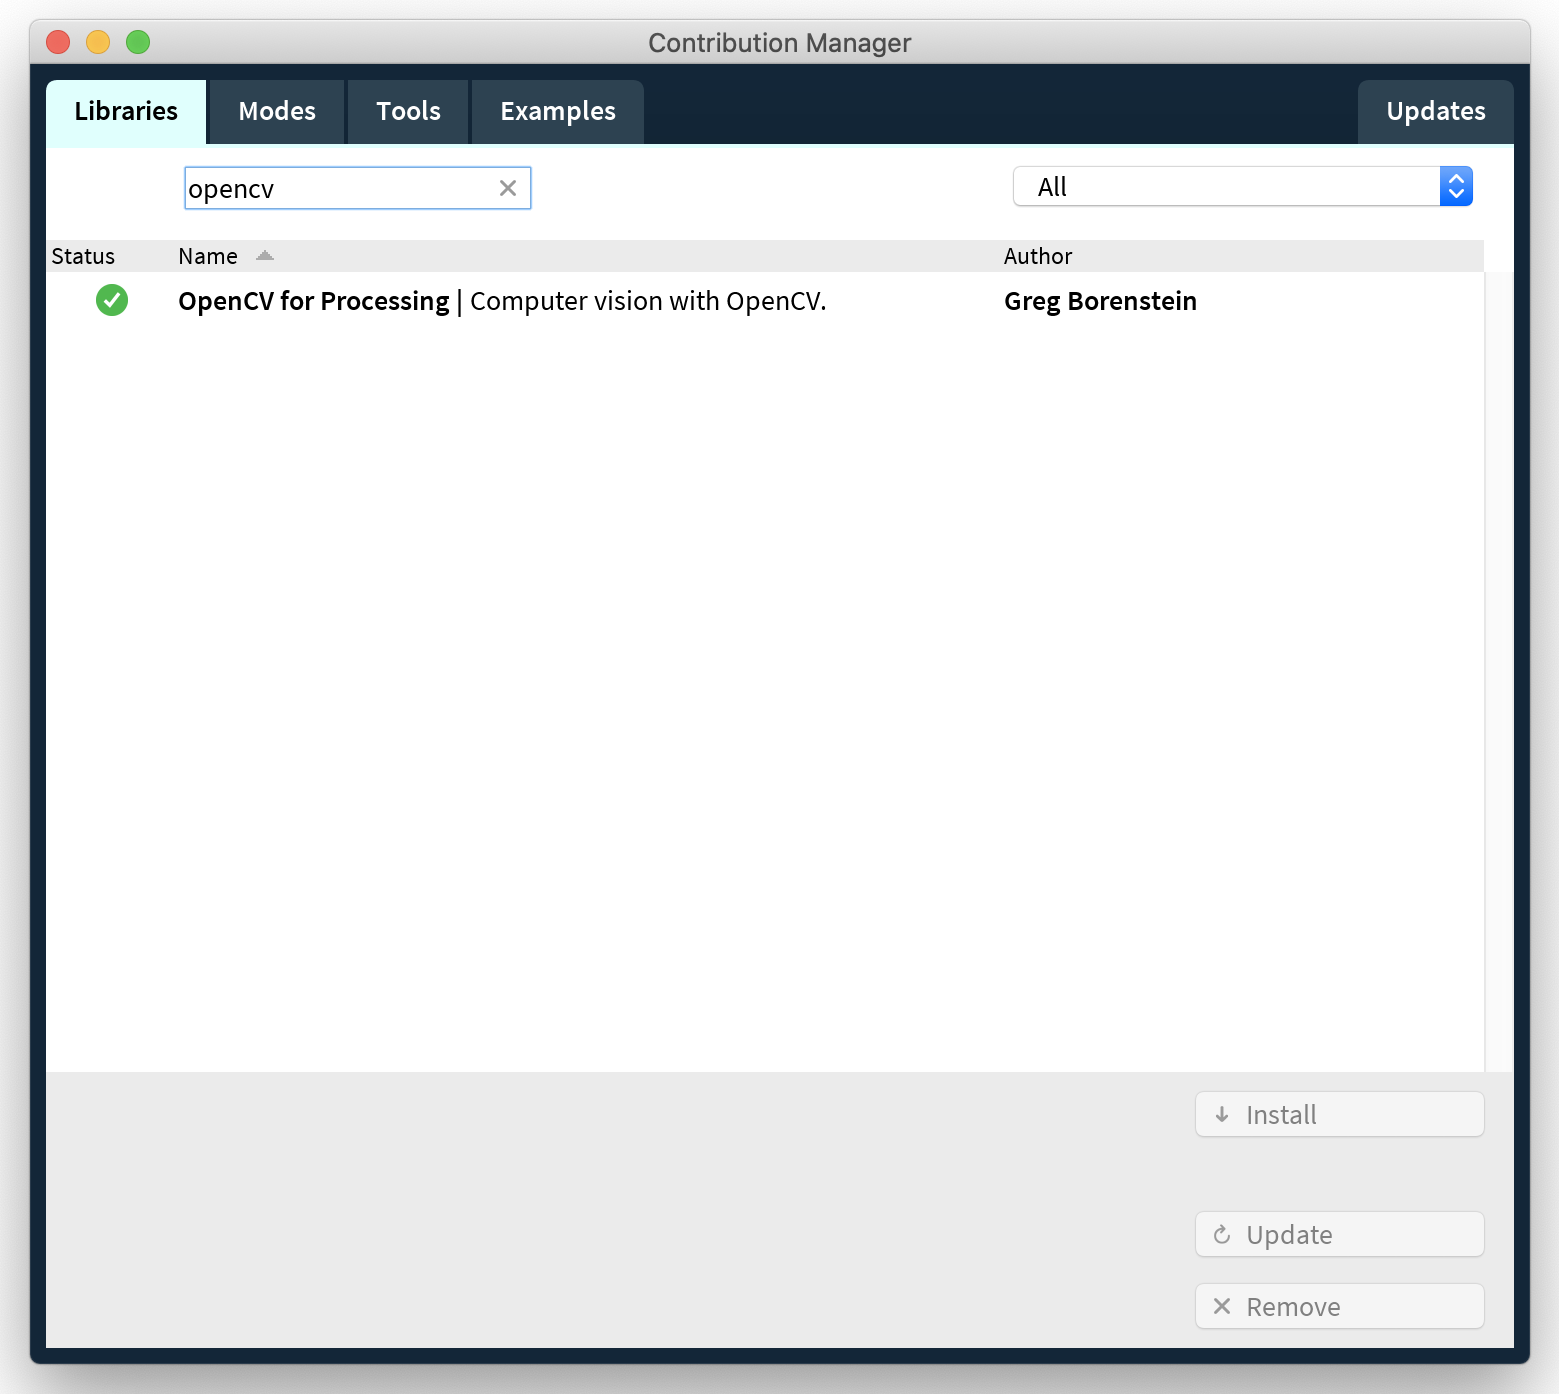 Contribution Manager
Libraries Modes Tools Examples Updates
opencv All
Status Name Author
OpenCV for Processing | Computer vision with OpenCV. Greg Borenstein
Install
Update
Remove